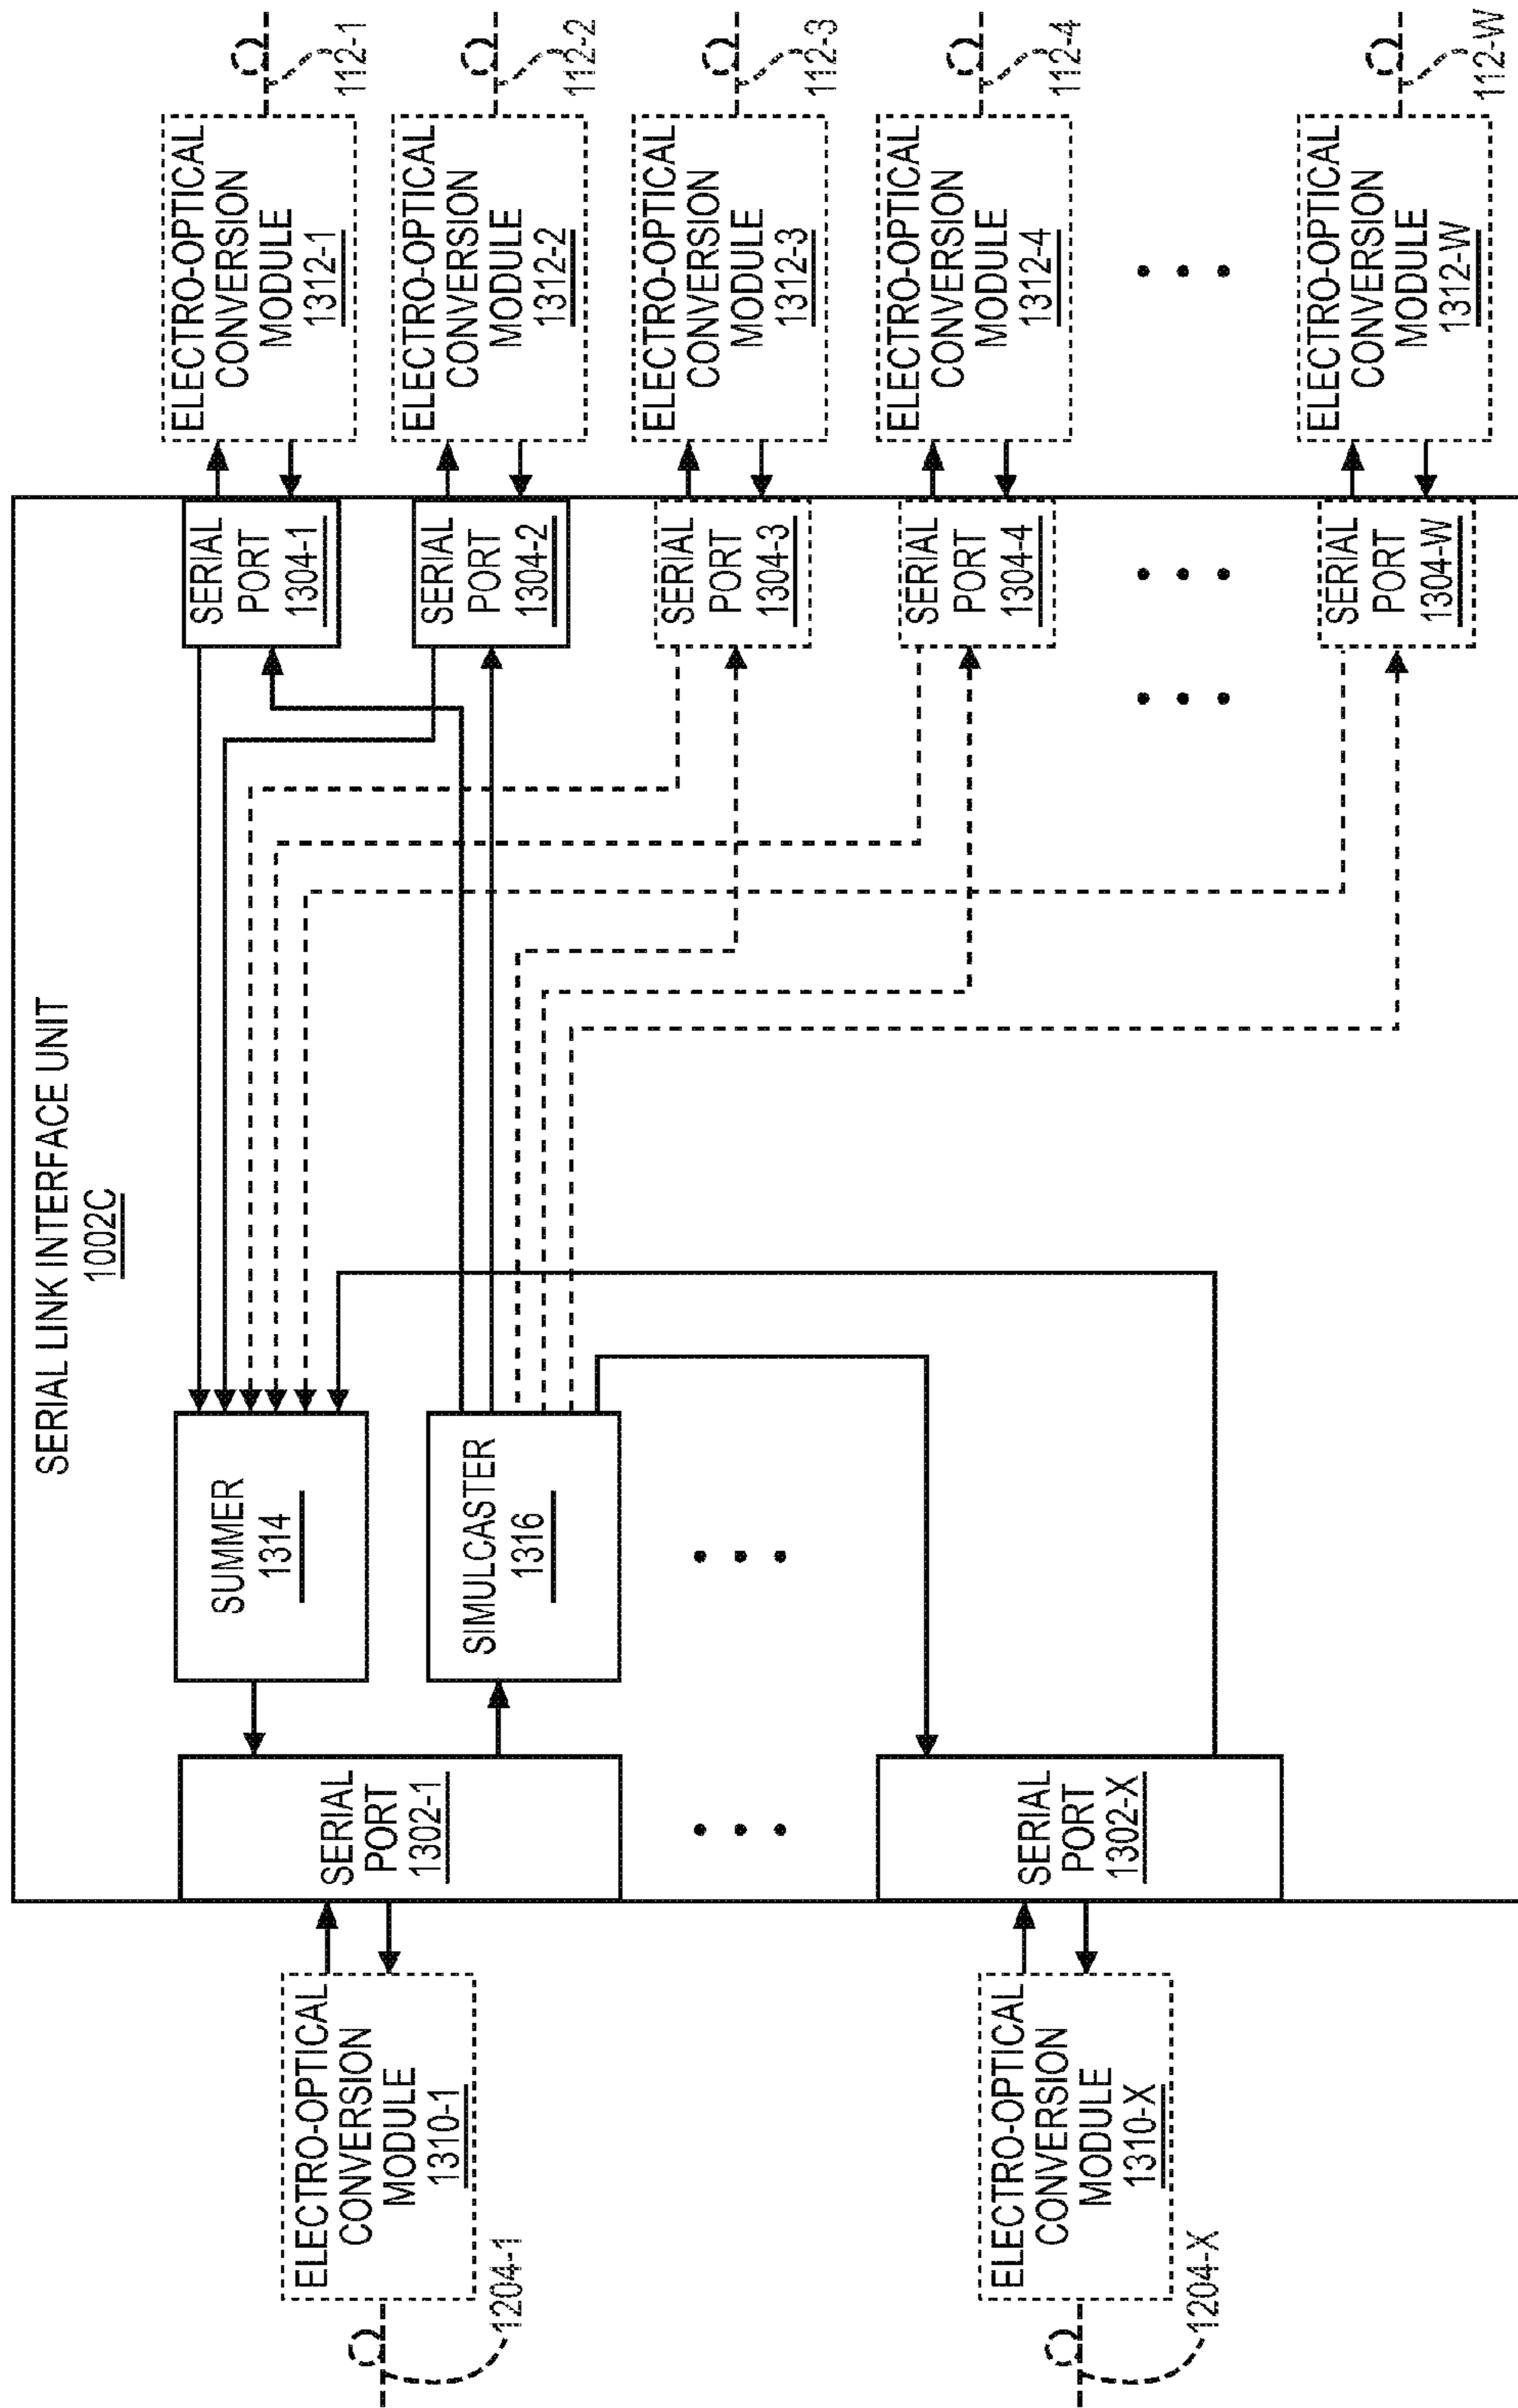 SERIAL LINK INTERFACE UNIT
1002C
1204-1
ELECTRO-OPTICAL
CONVERSION
MODULE
1310-1
SERIAL
PORT
1302-1
SUMMER
1314
SIMULCASTER
1316
SERIAL
PORT
1304-1
ELECTRO-OPTICAL
CONVERSION
MODULE
1312-1
112-1
SERIAL
PORT
1304-2
ELECTRO-OPTICAL
CONVERSION
MODULE
1312-2
112-2
SERIAL
PORT
1304-3
ELECTRO-OPTICAL
CONVERSION
MODULE
1312-3
112-3
1204-X
ELECTRO-OPTICAL
CONVERSION
MODULE
1310-X
SERIAL
PORT
1302-X
SERIAL
PORT
1304-4
ELECTRO-OPTICAL
CONVERSION
MODULE
1312-4
112-4
SERIAL
PORT
1304-W
ELECTRO-OPTICAL
CONVERSION
MODULE
1312-W
112-W